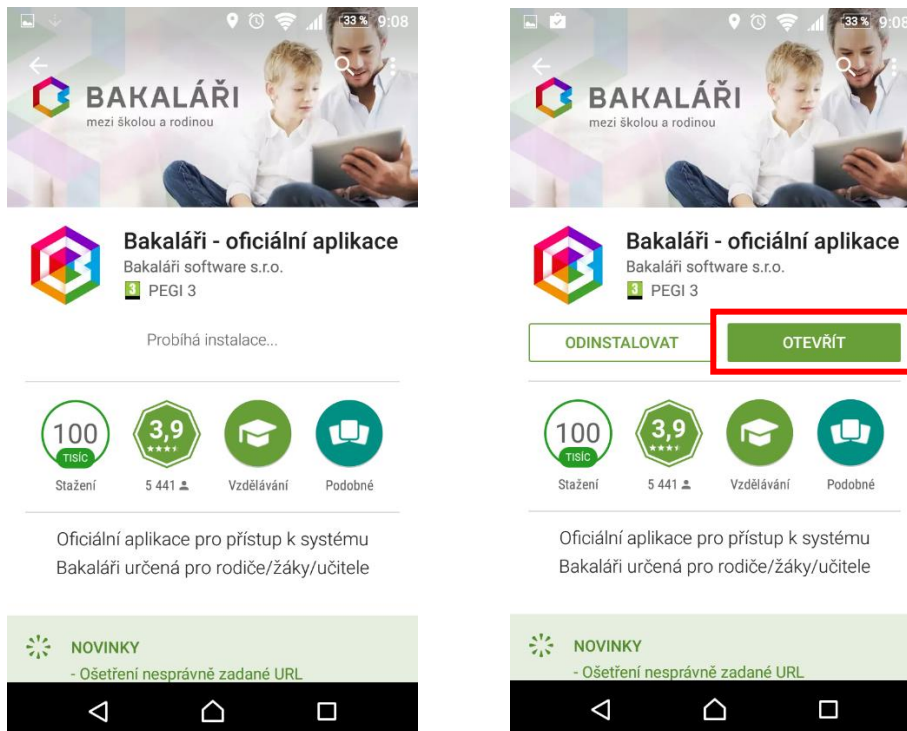 33 % 9:08
BAKALÁŘI
mezi školou a rodinou
Bakaláři - oficiální aplikace
Bakaláři software s.r.o.
3 PEGI 3
Probíhá instalace...
100 TISÍC
3,9
Stažení 5 441 Vzdělávání Podobné
Oficiální aplikace pro přístup k systému
Bakaláři určená pro rodiče/žáky/učitele
NOVINKY
- Ošetření nesprávně zadané URL
33 % 9:08
BAKALÁŘI
mezi školou a rodinou
Bakaláři - oficiální aplikace
Bakaláři software s.r.o.
3 PEGI 3
ODINSTALOVAT OTEVŘÍT
100 TISÍC
3,9
Stažení 5 441 Vzdělávání Podobné
Oficiální aplikace pro přístup k systému
Bakaláři určená pro rodiče/žáky/učitele
NOVINKY
- Ošetření nesprávně zadané URL